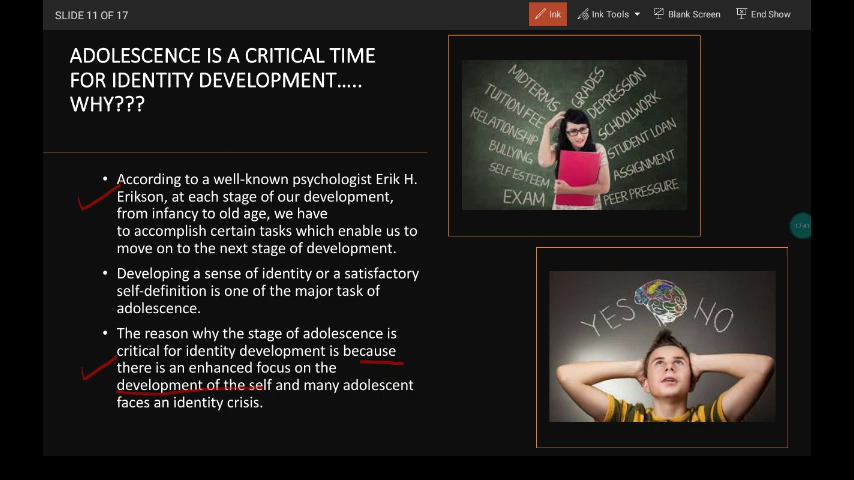 SLIDE 11 OF 17
Ink
Ink Tools
Blank Screen
End Show
ADOLESCENCE IS A CRITICAL TIME
FOR IDENTITY DEVELOPMENT.....
WHY???
• According to a well-known psychologist Erik H.
Erikson, at each stage of our development,
from infancy to old age, we have
to accomplish certain tasks which enable us to
move on to the next stage of development.
• Developing a sense of identity or a satisfactory
self-definition is one of the major task of
adolescence.
• The reason why the stage of adolescence is
critical for identity development is because
there is an enhanced focus on the
development of the self and many adolescent
faces an identity crisis.
MIDTERMS
TUITION FEE
RELATIONSHIP
BULLYING
SELF ESTEEM
EXAM
GRADES
DEPRESSION
SCHOOLWORK
STUDENT LOAN
ASSIGNMENT
PEER PRESSURE
YES NO